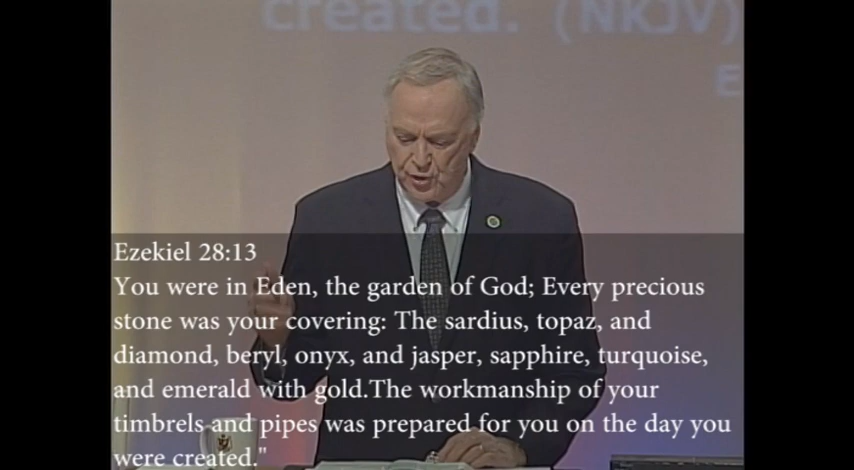 created. (NKJV)
E
Ezekiel 28:13
You were in Eden, the garden of God; Every precious
stone was your covering: The sardius, topaz, and
diamond, beryl, onyx, and jasper, sapphire, turquoise,
and emerald with gold.The workmanship of your
timbrels and pipes was prepared for you on the day you
were created."